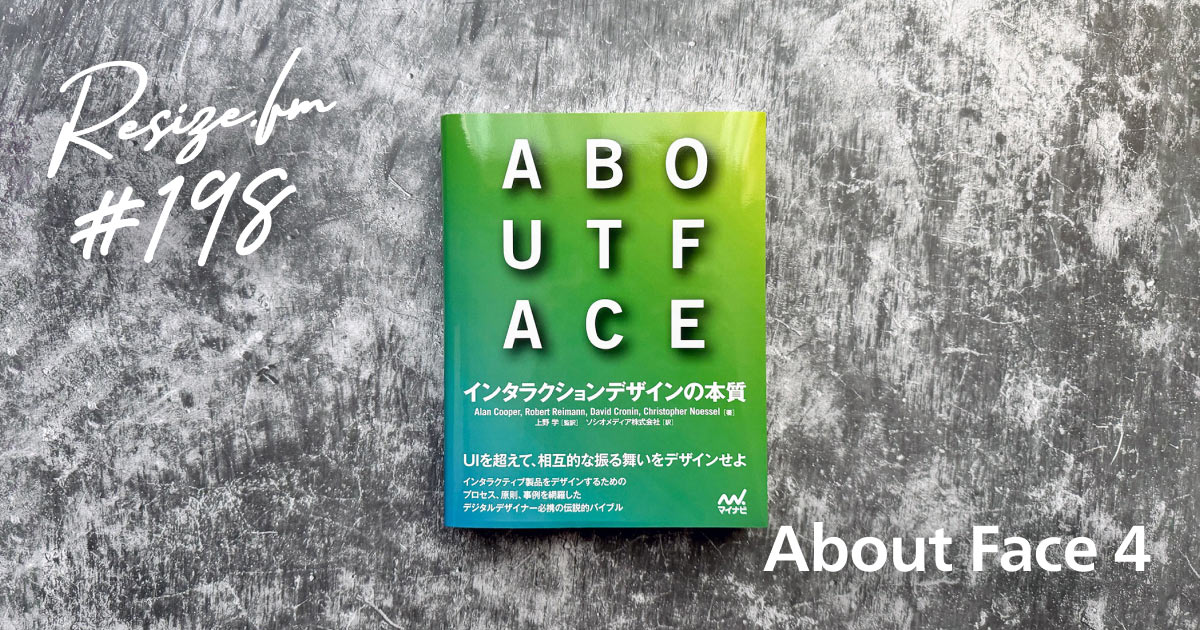 Resize.fm
#198
A B O
U T F
A C E
インタラクションデザインの本質
Alan Cooper, Robert Reimann, David Cronin, Christopher Noessel [著]
上野 学 [監訳] ソシオメディア株式会社 [訳]
UIを超えて、相互的な振る舞いをデザインせよ
インタラクティブ製品をデザインするための
プロセス、原則、事例を網羅した
デジタルデザイナー必携の伝説的バイブル
マイナビ
About Face 4